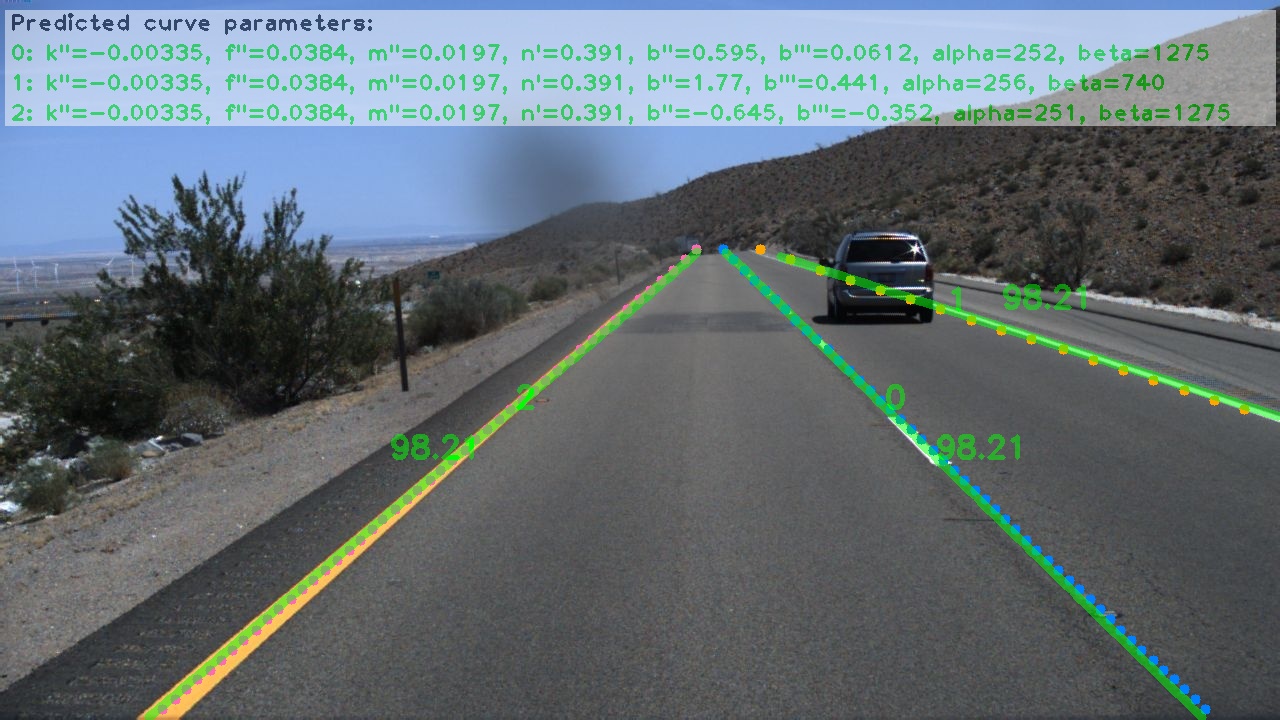 Predicted curve parameters:
0: k''=-0.00335, f''=0.0384, m''=0.0197, n'=0.391, b''=0.595, b'''=0.0612, alpha=252, beta=1275
1: k''=-0.00335, f''=0.0384, m''=0.0197, n'=0.391, b''=1.77, b'''=0.441, alpha=256, beta=740
2: k''=-0.00335, f''=0.0384, m''=0.0197, n'=0.391, b''=-0.645, b'''=-0.352, alpha=251, beta=1275
1 98.21
2 0
98.21 98.21